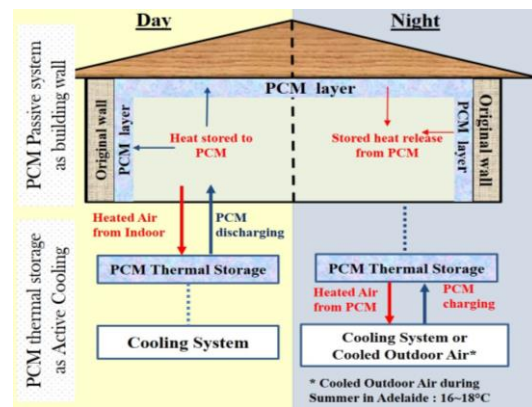 Day
Night
PCM Passive system
as building wall
PCM layer
Original wall
PCM layer
Heat stored to
PCM
Stored heat release
from PCM
PCM layer
Original wall
PCM thermal storage
as Active Cooling
Heated Air
from Indoor
PCM
discharging
PCM Thermal Storage
Cooling System
PCM Thermal Storage
Heated Air
from PCM
PCM
charging
Cooling System or
Cooled Outdoor Air*
* Cooled Outdoor Air during
Summer in Adelaide : 16~18°C